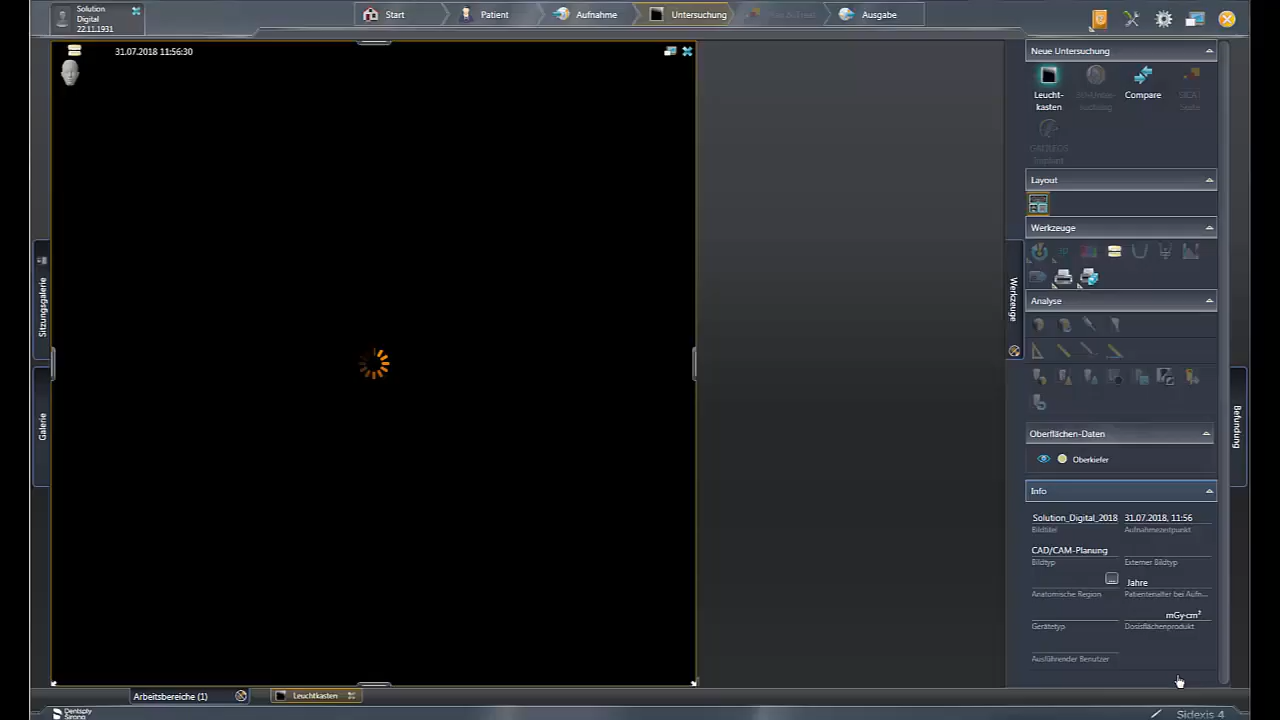 Solution
Digital
22.11.1931
Start
Patient
Aufnahme
Untersuchung
Ausgabe
31.07.2018 11:56:30
Neue Untersuchung
Leucht-
kasten
Compare
GALILEOS
Implant
Layout
Werkzeuge
Analyse
Oberflächen-Daten
Oberkiefer
Info
Solution_Digital_2018
31.07.2018, 11:56
Bildtitel
Aufnahmezeitpunkt
CAD/CAM-Planung
Bildtyp
Externer Bildtyp
Jahre
Anatomische Region
Patientenalter bei Aufn...
mGy·cm²
Gerätetyp
Dosisflächenprodukt
Ausführender Benutzer
Sitzungsgalerie
Galerie
Werkzeuge
Befundung
Arbeitsbereiche (1)
Leuchtkasten
Dentsply
Sirona
Sidexis 4